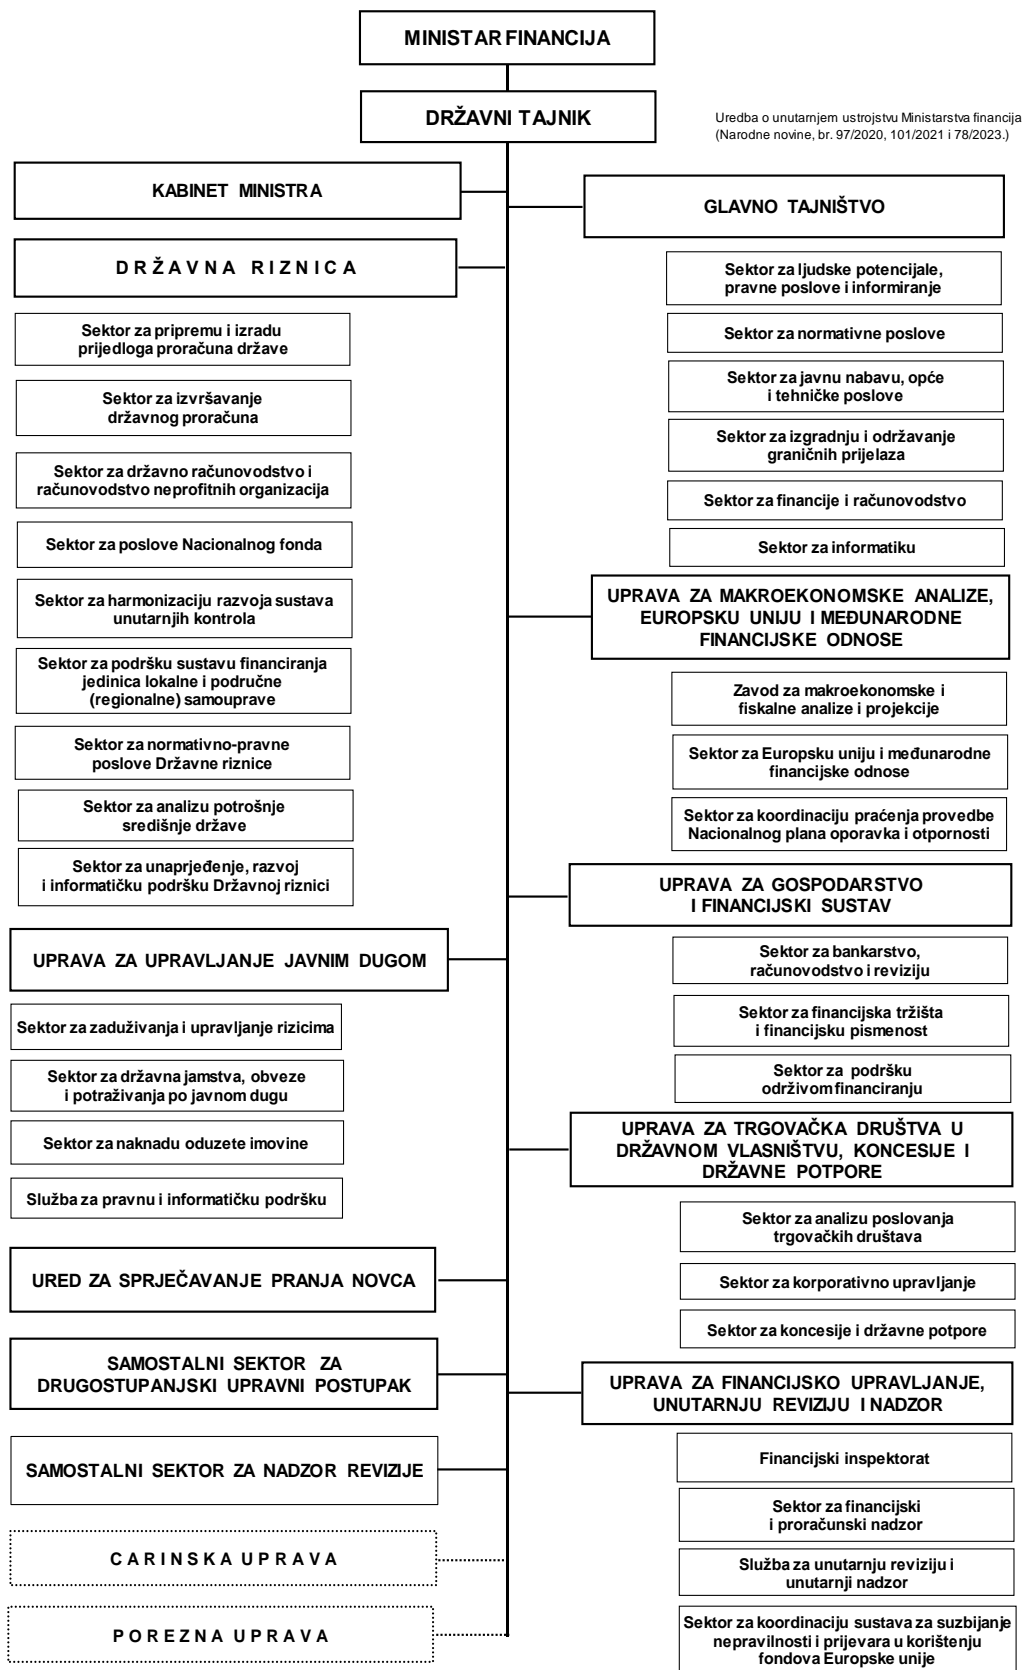 MINISTAR FINANCIJA
DRŽAVNI TAJNIK
Uredba o unutarnjem ustrojstvu Ministarstva financija
(Narodne novine, br. 97/2020, 101/2021 i 78/2023.)
KABINET MINISTRA
DRŽAVNA RIZNICA
Sektor za pripremu i izradu
prijedloga proračuna države
Sektor za izvršavanje
državnog proračuna
Sektor za državno računovodstvo i
računovodstvo neprofitnih organizacija
Sektor za poslove Nacionalnog fonda
Sektor za harmonizaciju razvoja sustava
unutarnjih kontrola
Sektor za podršku sustavu financiranja
jedinica lokalne i područne
(regionalne) samouprave
Sektor za normativno-pravne
poslove Državne riznice
Sektor za analizu potrošnje
središnje države
Sektor za unaprjeđenje, razvoj
i informatičku podršku Državnoj riznici
UPRAVA ZA UPRAVLJANJE JAVNIM DUGOM
Sektor za zaduživanja i upravljanje rizicima
Sektor za državna jamstva, obveze
i potraživanja po javnom dugu
Sektor za naknadu oduzete imovine
Služba za pravnu i informatičku podršku
URED ZA SPRJEČAVANJE PRANJA NOVCA
SAMOSTALNI SEKTOR ZA
DRUGOSTUPANJSKI UPRAVNI POSTUPAK
SAMOSTALNI SEKTOR ZA NADZOR REVIZIJE
CARINSKA UPRAVA
POREZNA UPRAVA
GLAVNO TAJNIŠTVO
Sektor za ljudske potencijale,
pravne poslove i informiranje
Sektor za normativne poslove
Sektor za javnu nabavu, opće
i tehničke poslove
Sektor za izgradnju i održavanje
graničnih prijelaza
Sektor za financije i računovodstvo
Sektor za informatiku
UPRAVA ZA MAKROEKONOMSKE ANALIZE,
EUROPSKU UNIJU I MEĐUNARODNE
FINANCIJSKE ODNOSE
Zavod za makroekonomske i
fiskalne analize i projekcije
Sektor za Europsku uniju i međunarodne
financijske odnose
Sektor za koordinaciju praćenja provedbe
Nacionalnog plana oporavka i otpornosti
UPRAVA ZA GOSPODARSTVO
I FINANCIJSKI SUSTAV
Sektor za bankarstvo,
računovodstvo i reviziju
Sektor za financijska tržišta
i financijsku pismenost
Sektor za podršku
održivom financiranju
UPRAVA ZA TRGOVAČKA DRUŠTVA U
DRŽAVNOM VLASNIŠTVU, KONCESIJE I
DRŽAVNE POTPORE
Sektor za analizu poslovanja
trgovačkih društava
Sektor za korporativno upravljanje
Sektor za koncesije i državne potpore
UPRAVA ZA FINANCIJSKO UPRAVLJANJE,
UNUTARNJU REVIZIJU I NADZOR
Financijski inspektorat
Sektor za financijski
i proračunski nadzor
Služba za unutarnju reviziju i
unutarnji nadzor
Sektor za koordinaciju sustava za suzbijanje
nepravilnosti i prijevara u korištenju
fondova Europske unije